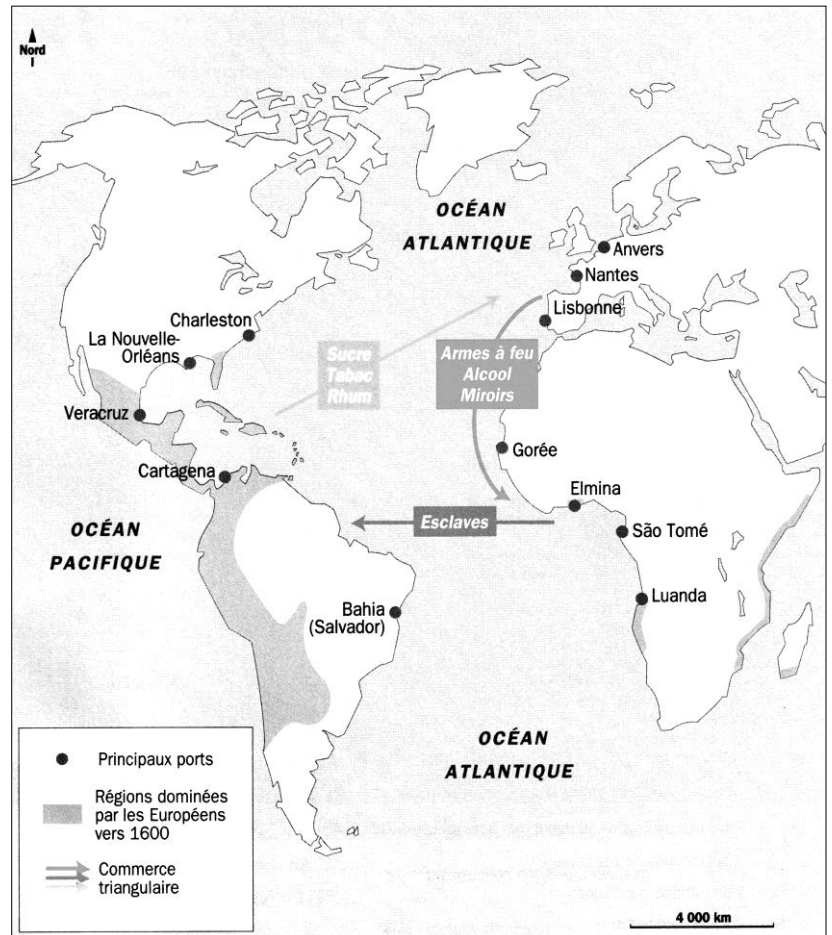 Nord
OCÉAN
ATLANTIQUE
Anvers
Nantes
Lisbonne
Charleston
La Nouvelle-
Orléans
Sucre
Tabac
Rhum
Armes à feu
Alcool
Miroirs
Veracruz
Gorée
Cartagena
Elmina
Esclaves
São Tomé
OCÉAN
PACIFIQUE
Luanda
Bahia
(Salvador)
OCÉAN
ATLANTIQUE
Principaux ports
Régions dominées
par les Européens
vers 1600
Commerce
triangulaire
4 000 km